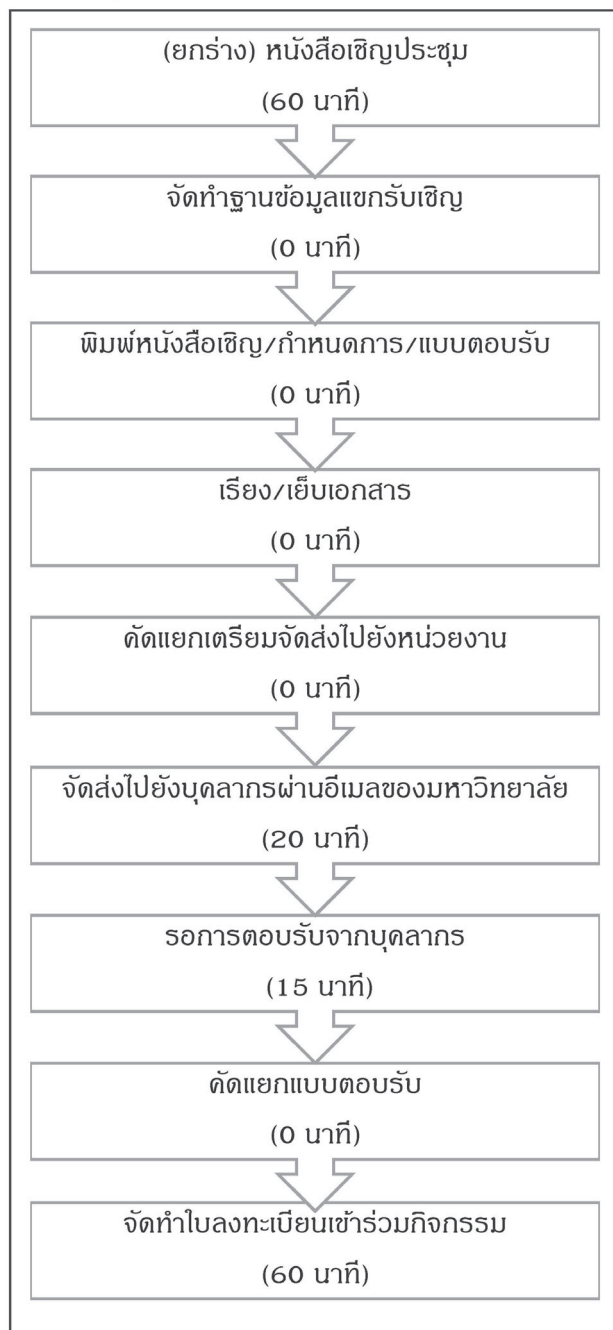 (ยกร่าง) หนังสือเชิญประชุม
(60 นาที)
จัดทำฐานข้อมูลแขกรับเชิญ
(0 นาที)
พิมพ์หนังสือเชิญ/กำหนดการ/แบบตอบรับ
(0 นาที)
เรียง/เย็บเอกสาร
(0 นาที)
คัดแยกเตรียมจัดส่งไปยังหน่วยงาน
(0 นาที)
จัดส่งไปยังบุคลากรผ่านอีเมลของมหาวิทยาลัย
(20 นาที)
รอการตอบรับจากบุคลากร
(15 นาที)
คัดแยกแบบตอบรับ
(0 นาที)
จัดทำใบลงทะเบียนเข้าร่วมกิจกรรม
(60 นาที)